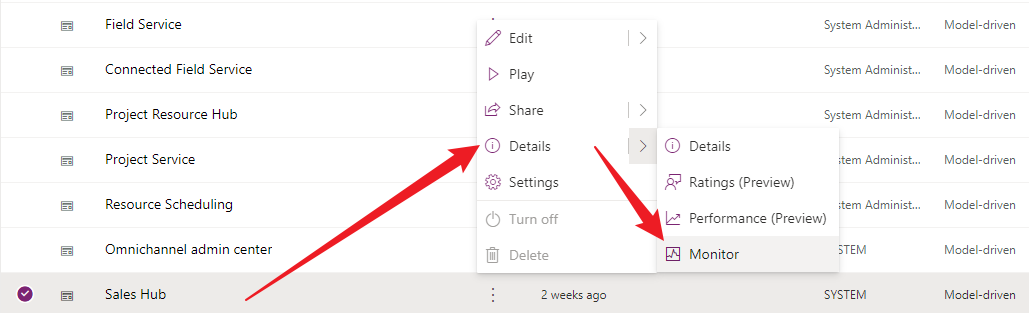 Field Service
System Administ...
Model-driven
Edit
Connected Field Service
Play
System Administ...
Model-driven
Project Resource Hub
Share
System Administ...
Model-driven
Project Service
Details
Details
System Administ...
Model-driven
Resource Scheduling
Settings
Ratings (Preview)
System Administ...
Model-driven
Turn off
Performance (Preview)
Omnichannel admin center
Delete
Monitor
STEM
Model-driven
Sales Hub
2 weeks ago
SYSTEM
Model-driven